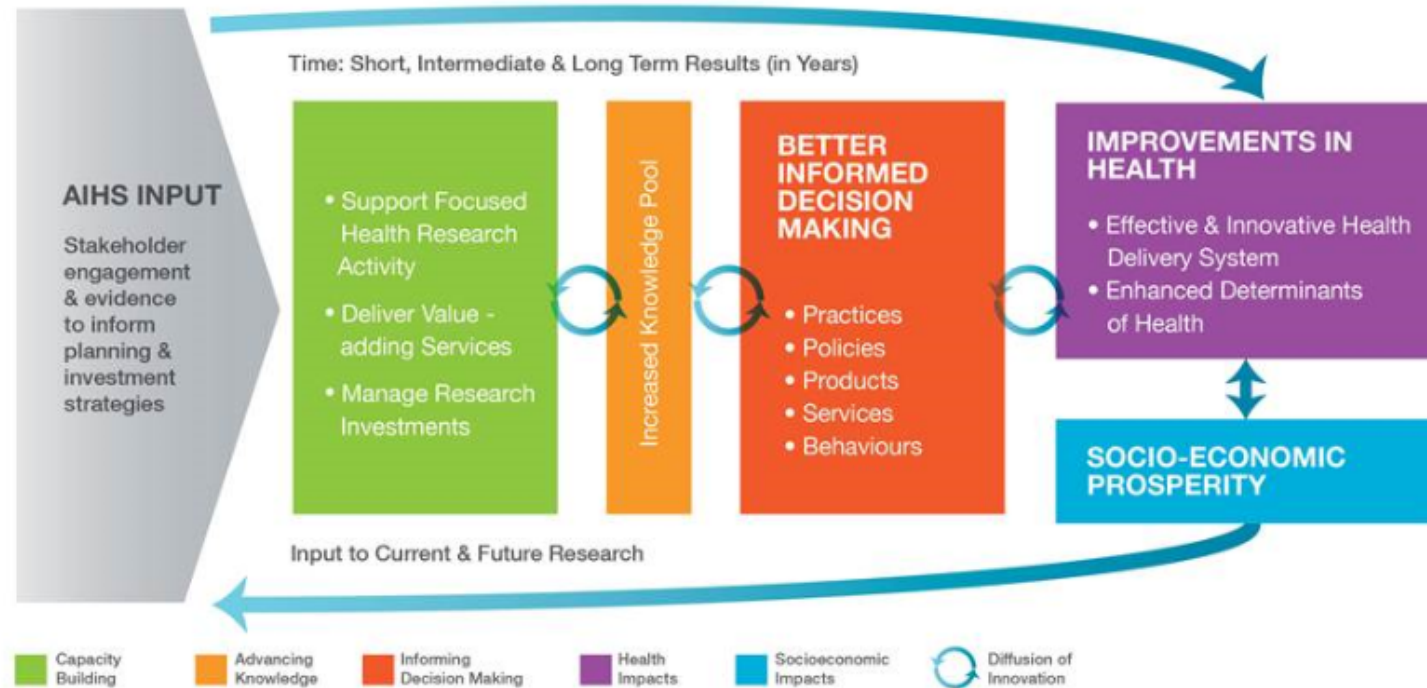 Time: Short, Intermediate & Long Term Results (in Years)
AIHS INPUT
Stakeholder
engagement
& evidence
to inform
planning &
investment
strategies
• Support Focused
Health Research
Activity
• Deliver Value -
adding Services
• Manage Research
Investments
Increased Knowledge Pool
BETTER
INFORMED
DECISION
MAKING
• Practices
• Policies
• Products
• Services
• Behaviours
IMPROVEMENTS IN
HEALTH
• Effective & Innovative Health
Delivery System
• Enhanced Determinants
of Health
SOCIO-ECONOMIC
PROSPERITY
Input to Current & Future Research
Capacity
Building
Advancing
Knowledge
Informing
Decision Making
Health
Impacts
Socioeconomic
Impacts
Diffusion of
Innovation